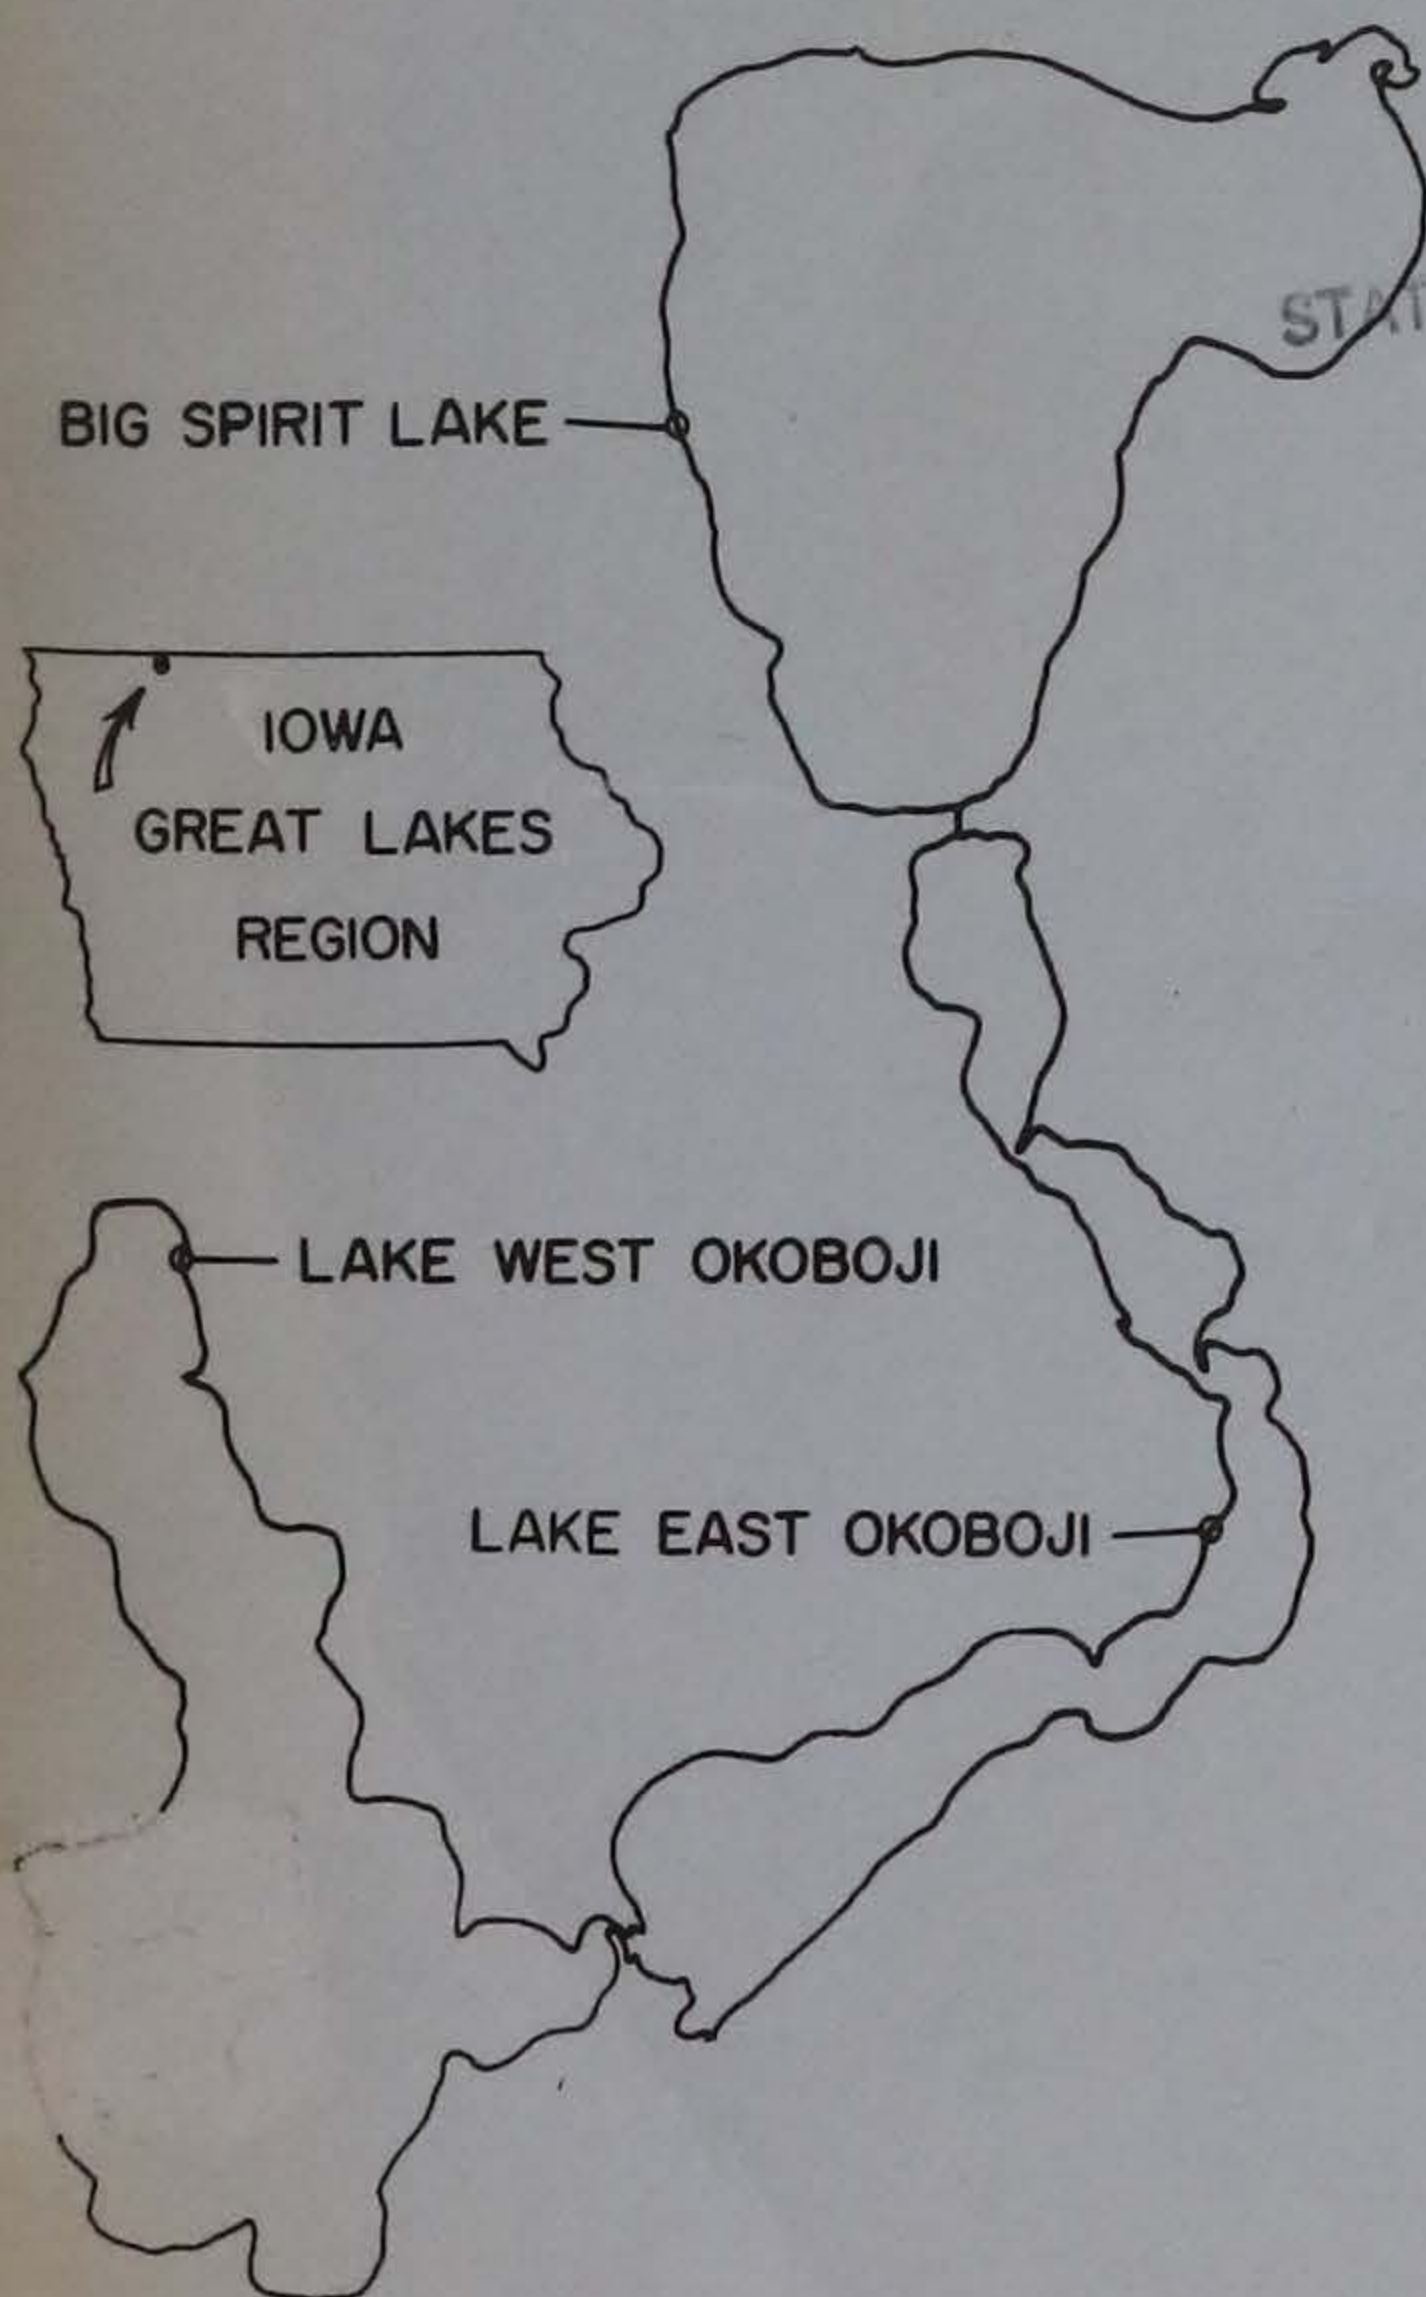 BIG SPIRIT LAKE
IOWA
GREAT LAKES
REGION
LAKE WEST OKOBOJI
LAKE EAST OKOBOJI